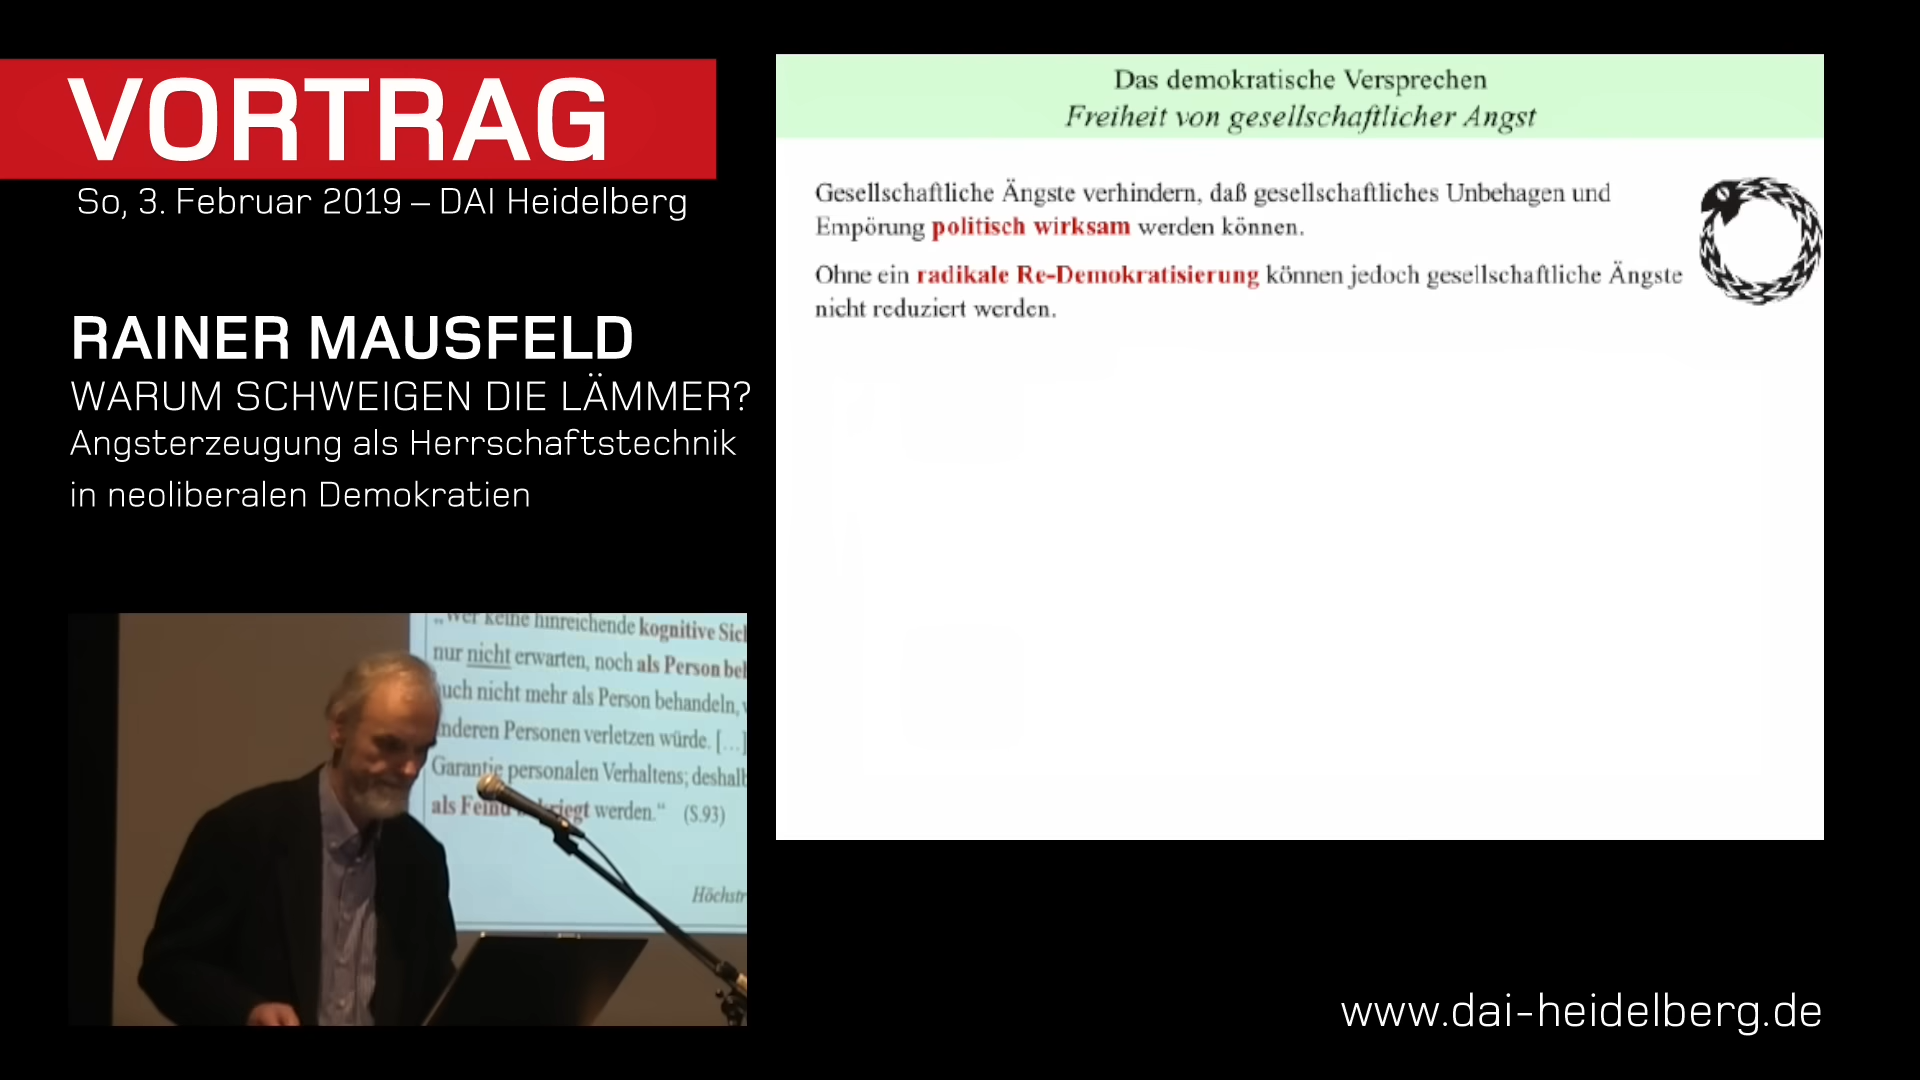 VORTRAG
So, 3. Februar 2019 – DAI Heidelberg
RAINER MAUSFELD
WARUM SCHWEIGEN DIE LÄMMER?
Angsterzeugung als Herrschaftstechnik
in neoliberalen Demokratien
Das demokratische Versprechen
Freiheit von gesellschaftlicher Angst
Gesellschaftliche Ängste verhindern, daß gesellschaftliches Unbehagen und
Empörung politisch wirksam werden können.
Ohne ein radikale Re-Demokratisierung können jedoch gesellschaftliche Ängste
nicht reduziert werden.
„Wer keine hinreichende kognitive
nur nicht erwarten, noch als Person
nicht mehr als Person behandeln,
Personen verletzen würde. […]
Garantie personalen Verhaltens;
als werden.“ (S.93)
www.dai-heidelberg.de